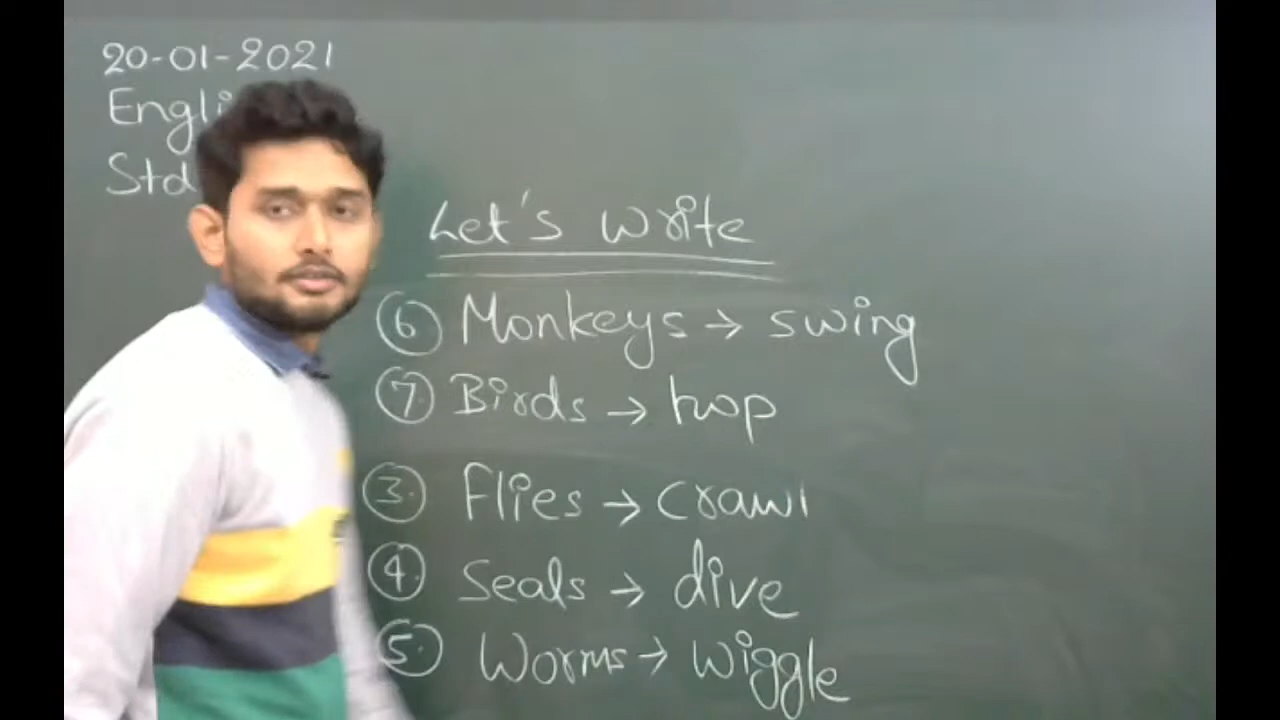 20-01-2021
Engli
Std
Let's write
6 Monkeys → swing
7. Birds → hop
3. Flies → crawl
4. Seals → dive
5. Worms → wiggle